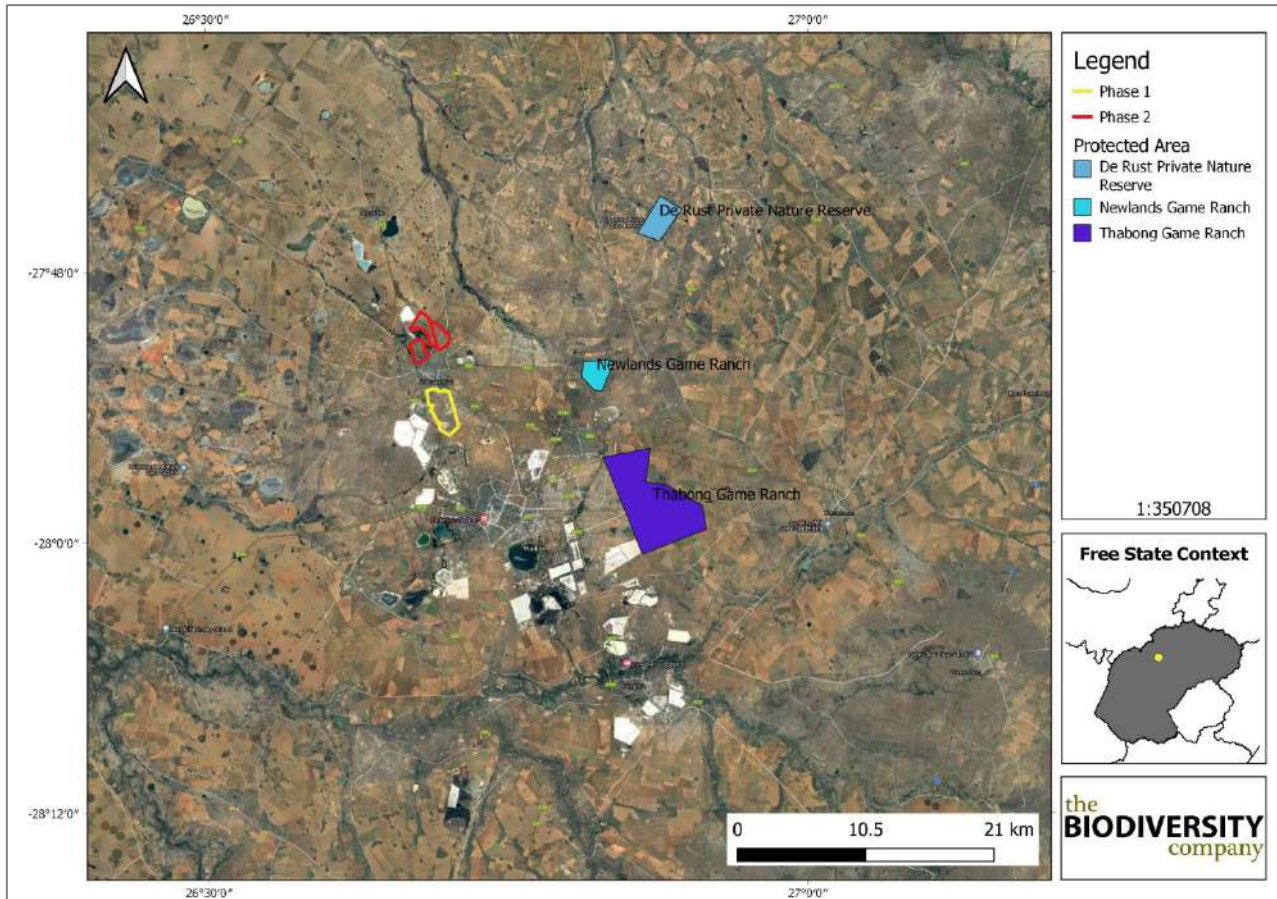 26°30′0″
27°0′0″
-27°48′0″
-28°0′0″
-28°12′0″
26°30′0″
27°0′0″
De Rust Private Nature Reserve
Newlands Game Ranch
Thabong Game Ranch
0 10.5 21 km
Legend
Phase 1
Phase 2
Protected Area
De Rust Private Nature
Reserve
Newlands Game Ranch
Thabong Game Ranch
1:350708
Free State Context
the
BIODIVERSITY
company